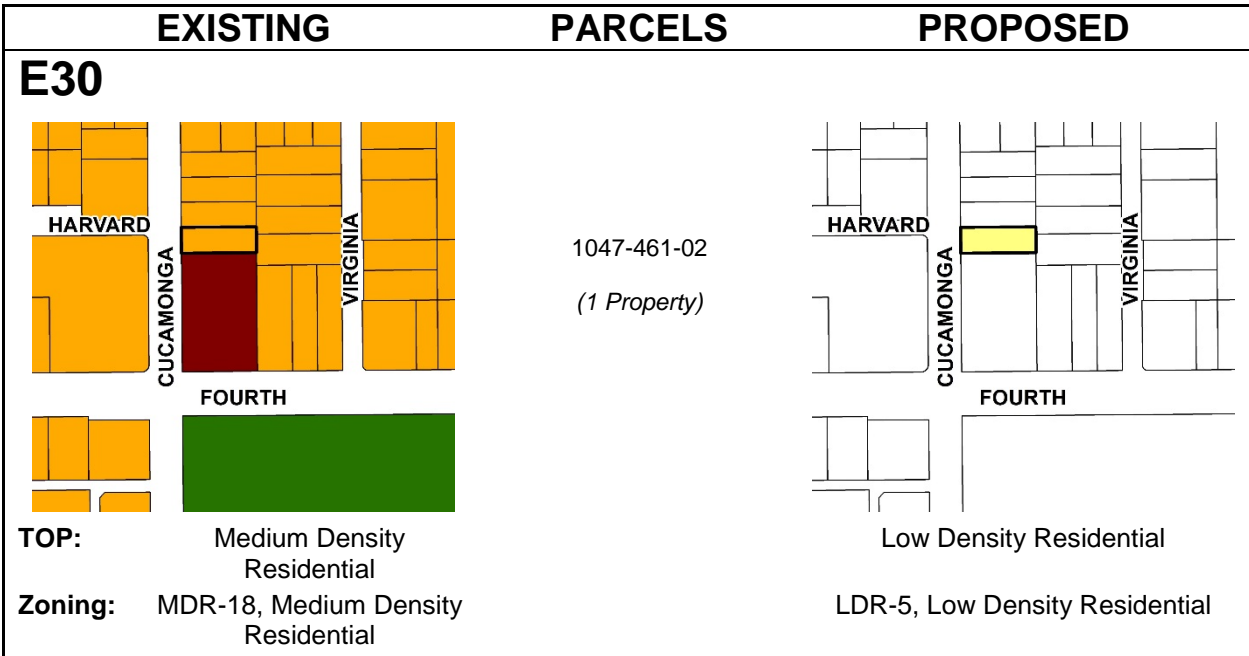 EXISTING PARCELS PROPOSED
E30
HARVARD
CUCAMONGA
VIRGINIA
FOURTH
1047-461-02
(1 Property)
HARVARD
CUCAMONGA
VIRGINIA
FOURTH
TOP: Medium Density
Residential
Low Density Residential
Zoning: MDR-18, Medium Density
Residential
LDR-5, Low Density Residential